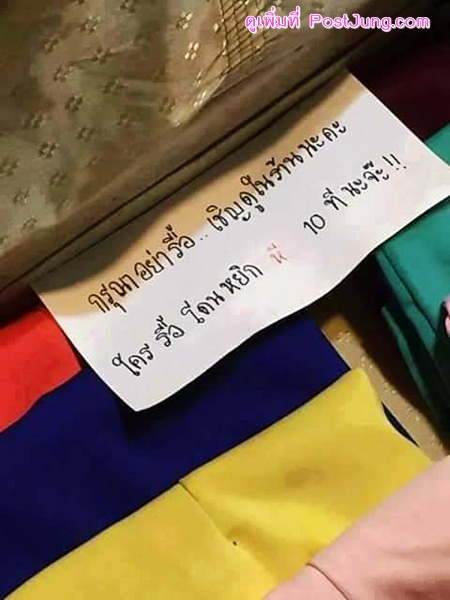 ดูเพิ่มที่ PostJung.com
กรุณาอย่ารื้อ.. เชิญดูในร้านนะคะ
ใครรื้อ โดนหยิก หี 10 ที นะจ๊ะ!!